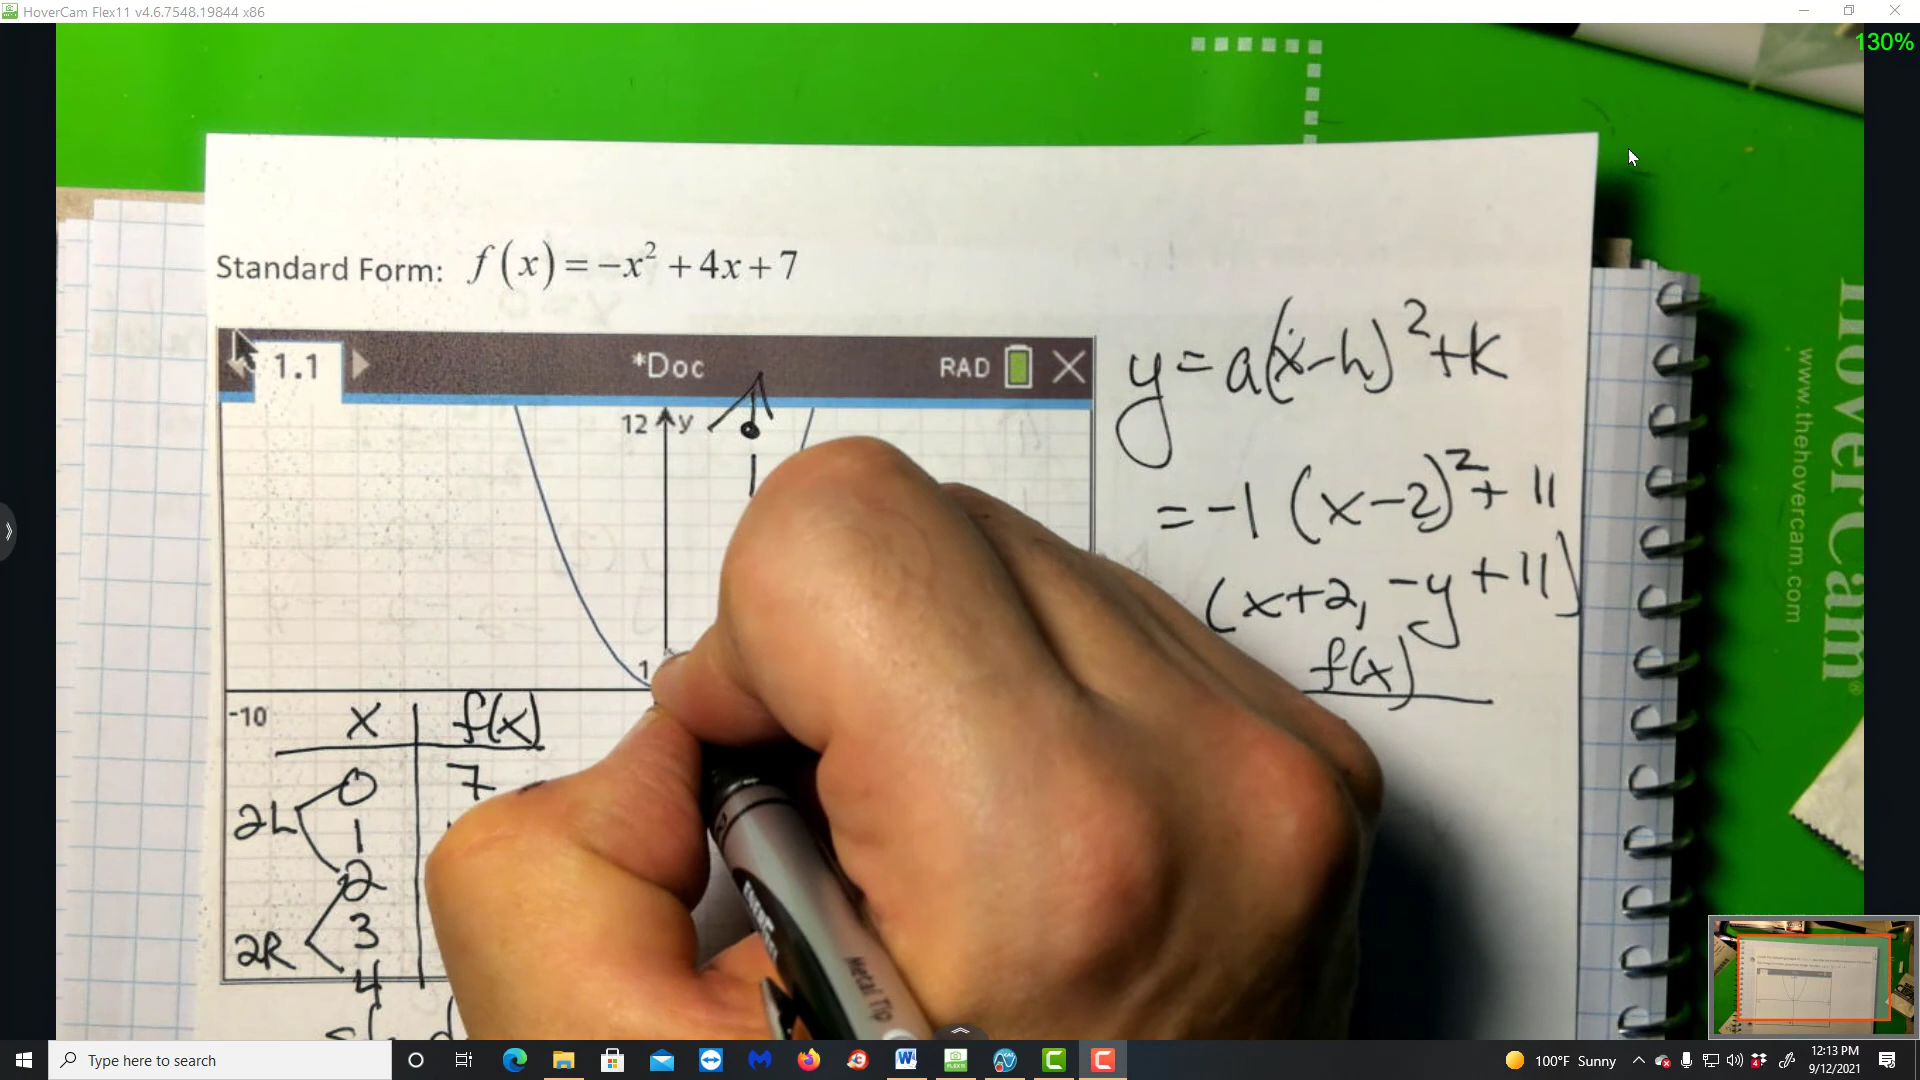 HoverCam Flex11 v4.6.7548.19844 x86
130%
Standard Form: f(x) = -x² + 4x + 7
1.1
*Doc
RAD
12 y
1
-10
y = a(x-h)² + k
= -1 (x-2)² + 11
(x+2, -y+11)
f(x)
x f(x)
0 7
2L
1
2
3
2R
4
Metal Tip
HoverCam
www.thehovercam.com
Type here to search
100°F Sunny
12:13 PM
9/12/2021